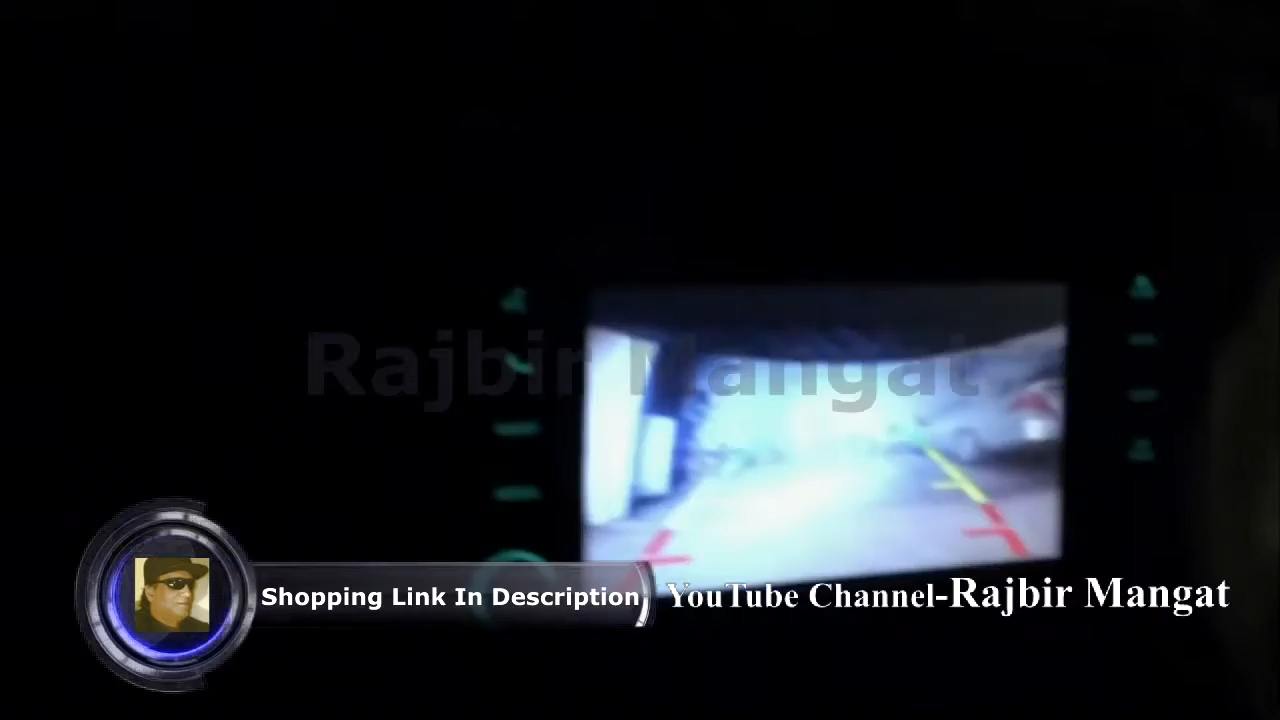 Rajbir Mangat
Shopping Link In Description
YouTube Channel-Rajbir Mangat